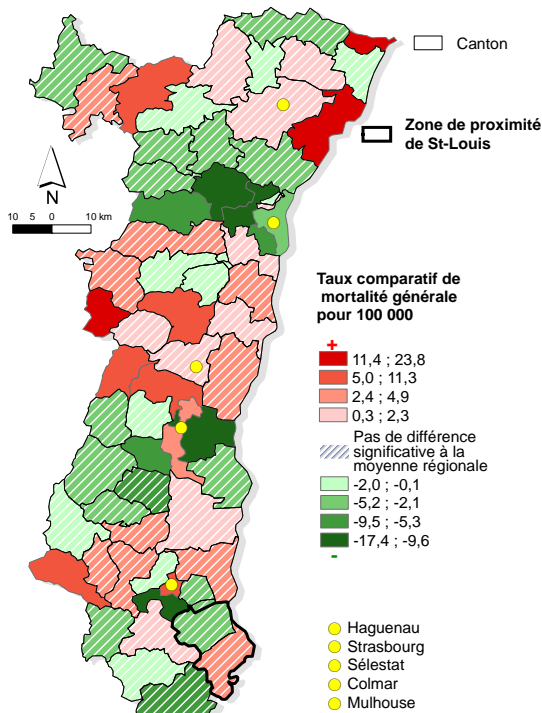 Canton
Zone de proximité
de St-Louis
N
10 5 0 10 km
Taux comparatif de
mortalité générale
pour 100 000
+
11,4 ; 23,8
5,0 ; 11,3
2,4 ; 4,9
0,3 ; 2,3
Pas de différence
significative à la
moyenne régionale
-2,0 ; -0,1
-5,2 ; -2,1
-9,5 ; -5,3
-17,4 ; -9,6
-
Haguenau
Strasbourg
Sélestat
Colmar
Mulhouse